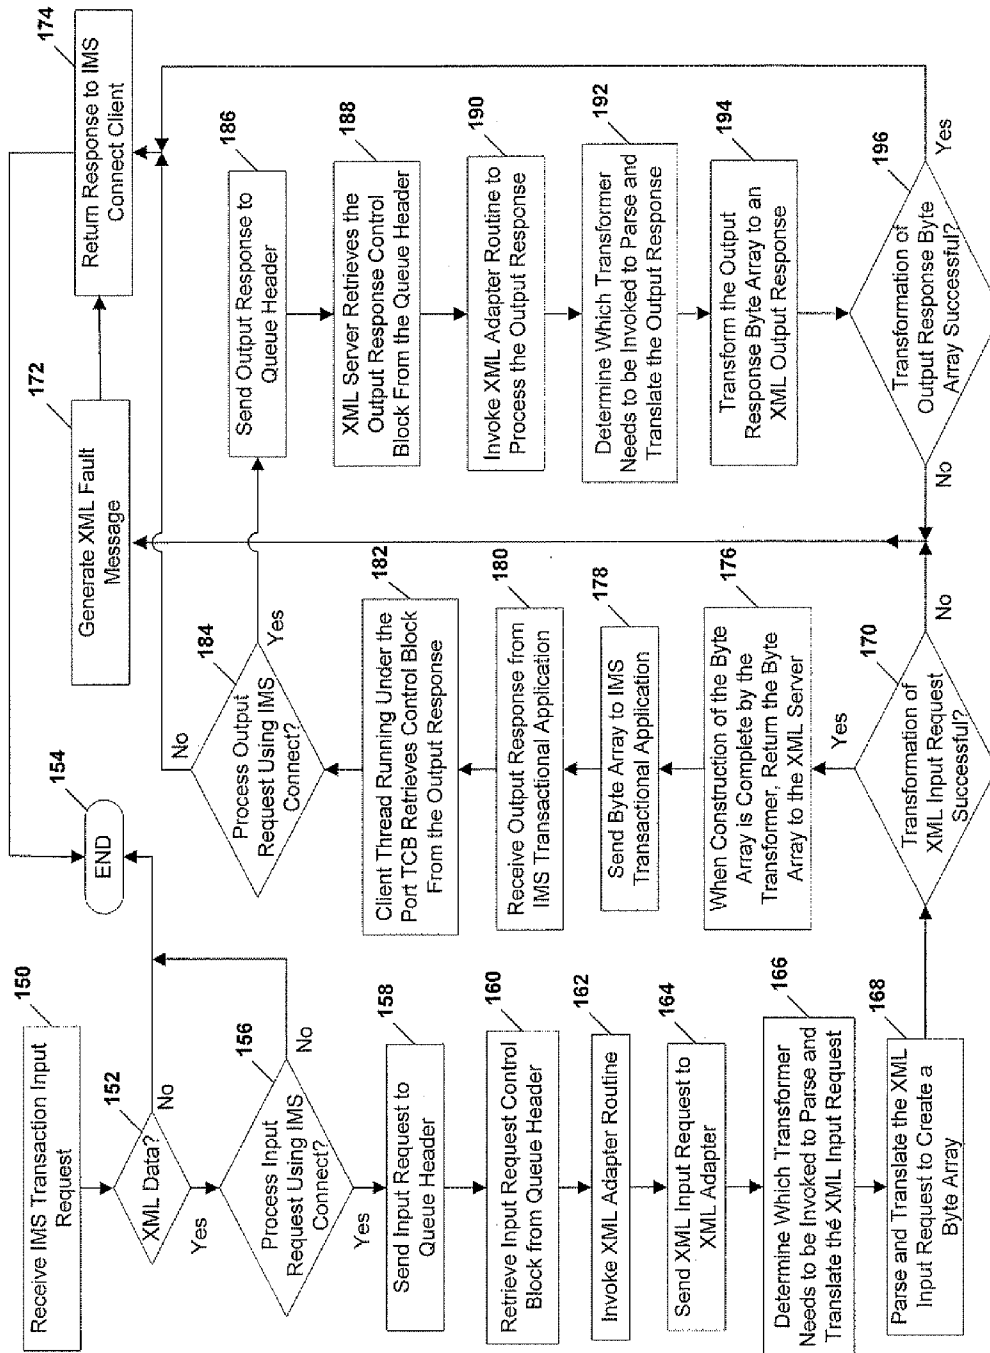 150
Receive IMS Transaction Input
Request
152
XML Data?
No
Yes
154
END
156
Process Input
Request Using IMS
Connect?
No
Yes
158
Send Input Request to
Queue Header
160
Retrieve Input Request Control
Block from Queue Header
162
Invoke XML Adapter Routine
164
Send XML Input Request to
XML Adapter
166
Determine Which Transformer
Needs to be Invoked to Parse and
Translate the XML Input Request
168
Parse and Translate the XML
Input Request to Create a
Byte Array
170
Transformation of
XML Input Request
Successful?
No
Yes
172
Generate XML Fault
Message
174
Return Response to IMS
Connect Client
176
When Construction of the Byte
Array is Complete by the
Transformer, Return the Byte
Array to the XML Server
178
Send Byte Array to IMS
Transactional Application
180
Receive Output Response from
IMS Transactional Application
182
Client Thread Running Under the
Port TCB Retrieves Control Block
From the Output Response
184
Process Output
Request Using IMS
Connect?
No
Yes
186
Send Output Response to
Queue Header
188
XML Server Retrieves the
Output Response Control
Block From the Queue Header
190
Invoke XML Adapter Routine to
Process the Output Response
192
Determine Which Transformer
Needs to be Invoked to Parse and
Translate the Output Response
194
Transform the Output
Response Byte Array to an
XML Output Response
196
Transformation of
Output Response Byte
Array Successful?
No
Yes